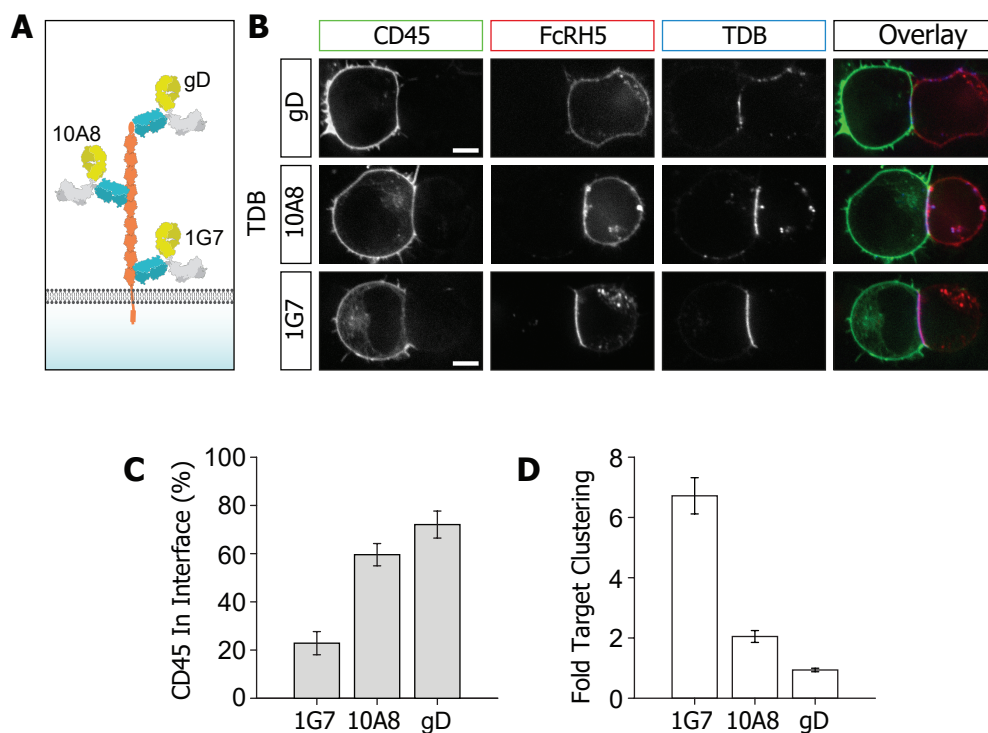 A
gD
10A8
1G7
B
CD45
FcRH5
TDB
Overlay
TDB
gD
10A8
1G7
C
CD45 In Interface (%)
100
80
60
40
20
0
1G7 10A8 gD
D
Fold Target Clustering
8
6
4
2
0
1G7 10A8 gD